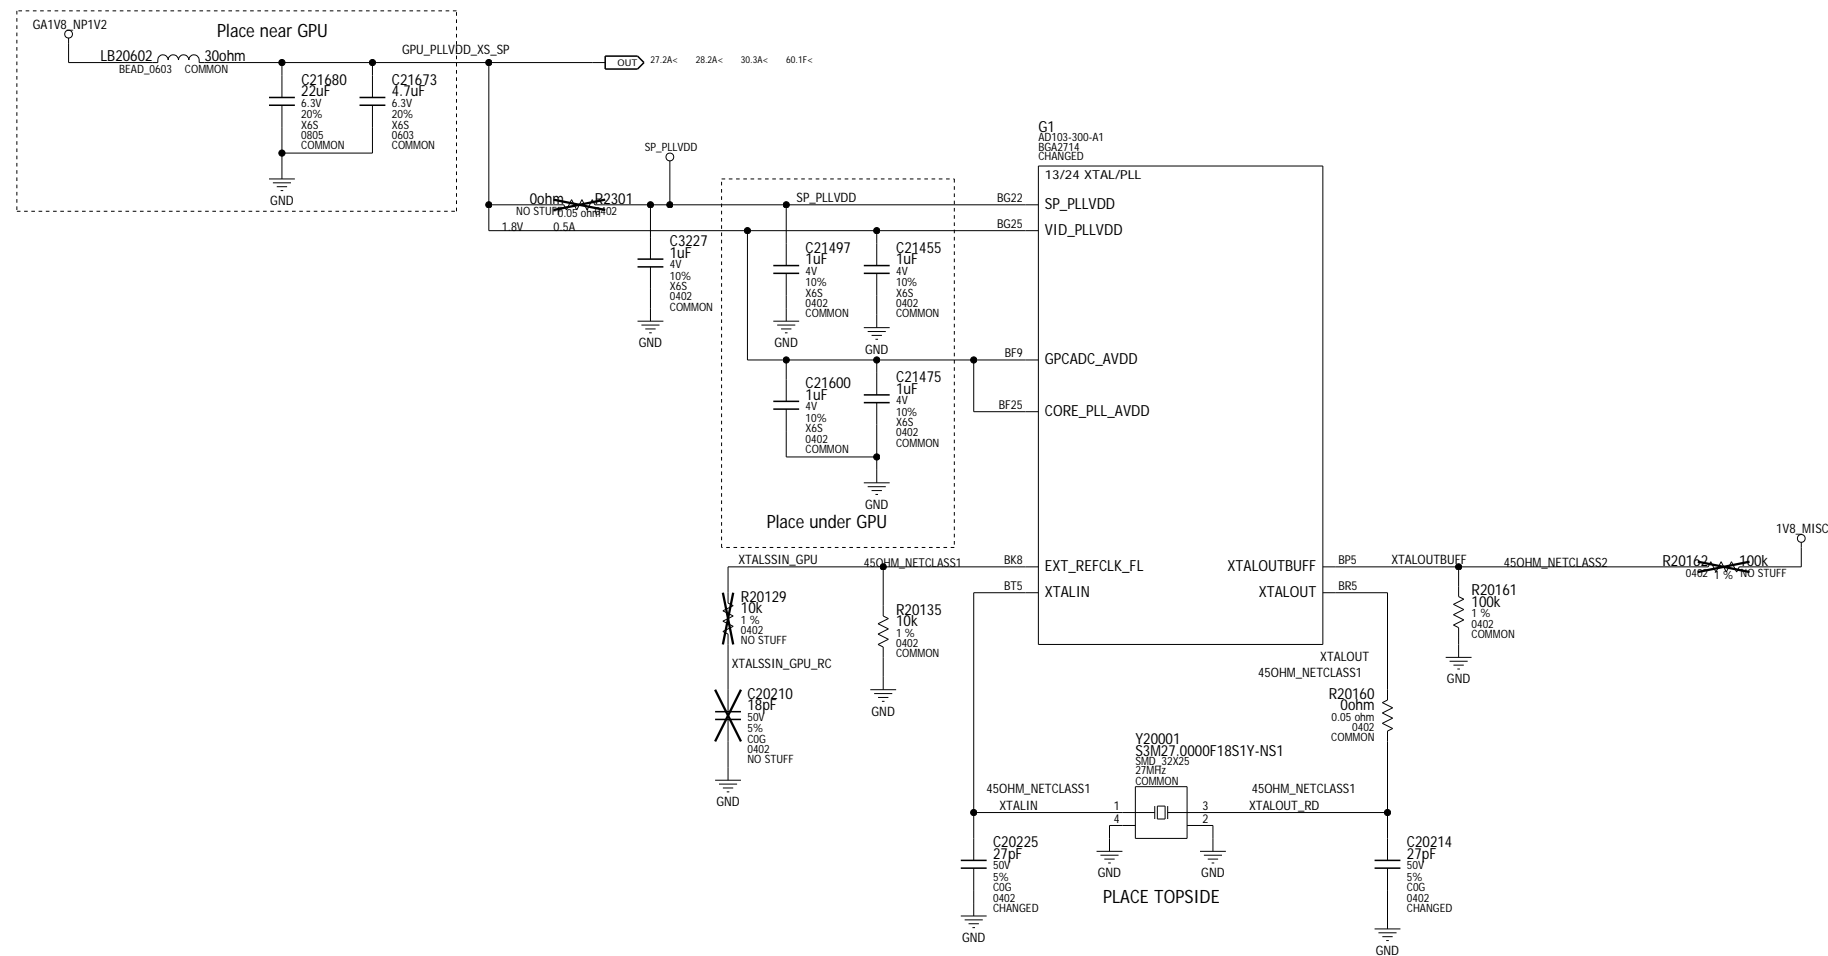 GA1V8_NP1V2
Place near GPU
LB20602
30ohm
BEAD_0603
COMMON
GPU_PLLVDD_XS_SP
OUT
27.2A<
28.2A<
30.3A<
60.1F<
C21680
22uF
6.3V
20%
X6S
0805
COMMON
C21673
4.7uF
6.3V
20%
X6S
0603
COMMON
GND
G1
AD103-300-A1
BGA2714
CHANGED
13/24 XTAL/PLL
SP_PLLVDD
0ohm
R2301
NO STUFF
0.05 ohm
0402
1.8V
0.5A
SP_PLLVDD
BG22
SP_PLLVDD
BG25
VID_PLLVDD
C3227
1uF
4V
10%
X6S
0402
COMMON
GND
C21497
1uF
4V
10%
X6S
0402
COMMON
GND
C21455
1uF
4V
10%
X6S
0402
COMMON
GND
BF9
GPCADC_AVDD
BF25
CORE_PLL_AVDD
C21600
1uF
4V
10%
X6S
0402
COMMON
C21475
1uF
4V
10%
X6S
0402
COMMON
GND
Place under GPU
XTALSSIN_GPU
45OHM_NETCLASS1
BK8
EXT_REFCLK_FL
BT5
XTALIN
XTALOUTBUFF
BP5
XTALOUTBUFF
45OHM_NETCLASS2
XTALOUT
BR5
1V8_MISC
R20162
100k
0402
1 %
NO STUFF
R20161
100k
1 %
0402
COMMON
GND
R20129
10k
1 %
0402
NO STUFF
R20135
10k
1 %
0402
COMMON
GND
XTALSSIN_GPU_RC
C20210
18pF
50V
5%
C0G
0402
NO STUFF
GND
XTALOUT
45OHM_NETCLASS1
R20160
0ohm
0.05 ohm
0402
COMMON
Y20001
S3M27.0000F18S1Y-NS1
SMD_32X25
27MHz
COMMON
45OHM_NETCLASS1
XTALIN
1
4
3
2
45OHM_NETCLASS1
XTALOUT_RD
GND
GND
PLACE TOPSIDE
C20225
27pF
50V
5%
C0G
0402
CHANGED
GND
C20214
27pF
50V
5%
C0G
0402
CHANGED
GND